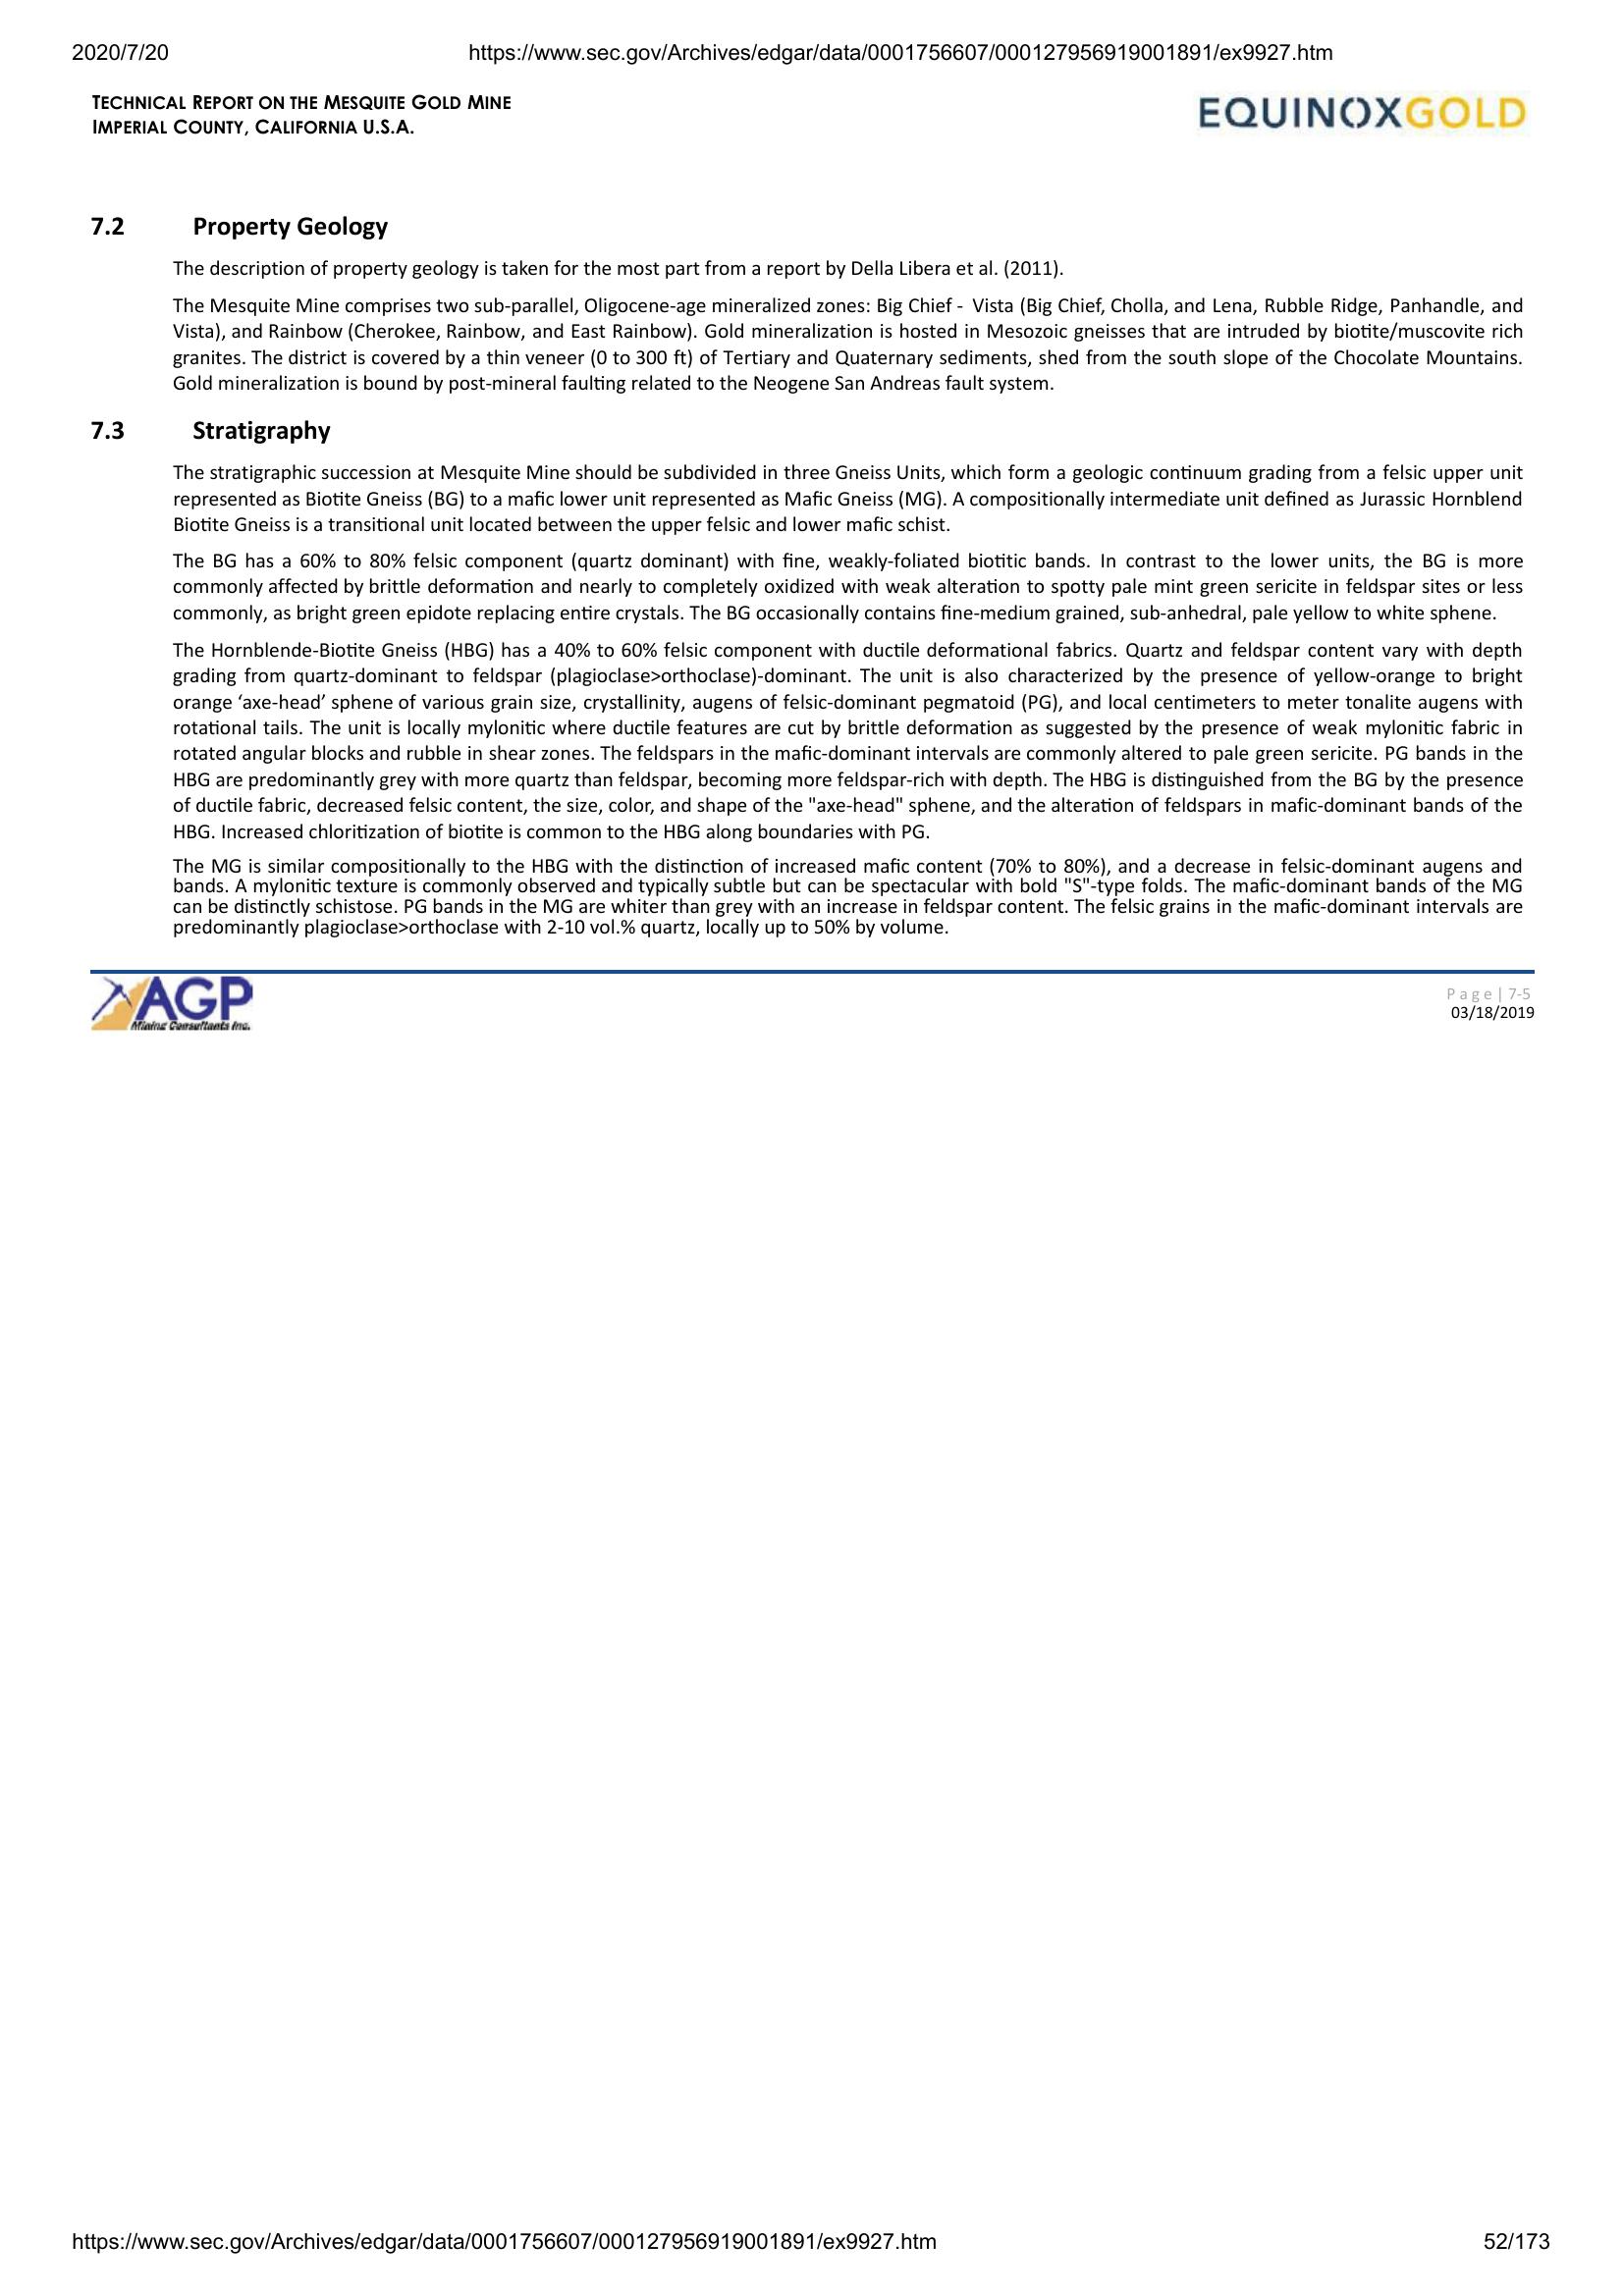 2020/7/20
https://www.sec.gov/Archives/edgar/data/0001756607/000127956919001891/ex9927.htm
TECHNICAL REPORT ON THE MESQUITE GOLD MINE
IMPERIAL COUNTY, CALIFORNIA U.S.A.
EQUINOXGOLD
7.2 Property Geology
The description of property geology is taken for the most part from a report by Della Libera et al. (2011).
The Mesquite Mine comprises two sub-parallel, Oligocene-age mineralized zones: Big Chief - Vista (Big Chief, Cholla, and Lena, Rubble Ridge, Panhandle, and
Vista), and Rainbow (Cherokee, Rainbow, and East Rainbow). Gold mineralization is hosted in Mesozoic gneisses that are intruded by biotite/muscovite rich
granites. The district is covered by a thin veneer (0 to 300 ft) of Tertiary and Quaternary sediments, shed from the south slope of the Chocolate Mountains.
Gold mineralization is bound by post-mineral faulting related to the Neogene San Andreas fault system.
7.3 Stratigraphy
The stratigraphic succession at Mesquite Mine should be subdivided in three Gneiss Units, which form a geologic continuum grading from a felsic upper unit
represented as Biotite Gneiss (BG) to a mafic lower unit represented as Mafic Gneiss (MG). A compositionally intermediate unit defined as Jurassic Hornblend
Biotite Gneiss is a transitional unit located between the upper felsic and lower mafic schist.
The BG has a 60% to 80% felsic component (quartz dominant) with fine, weakly-foliated biotitic bands. In contrast to the lower units, the BG is more
commonly affected by brittle deformation and nearly to completely oxidized with weak alteration to spotty pale mint green sericite in feldspar sites or less
commonly, as bright green epidote replacing entire crystals. The BG occasionally contains fine-medium grained, sub-anhedral, pale yellow to white sphene.
The Hornblende-Biotite Gneiss (HBG) has a 40% to 60% felsic component with ductile deformational fabrics. Quartz and feldspar content vary with depth
grading from quartz-dominant to feldspar (plagioclase>orthoclase)-dominant. The unit is also characterized by the presence of yellow-orange to bright
orange ‘axe-head’ sphene of various grain size, crystallinity, augens of felsic-dominant pegmatoid (PG), and local centimeters to meter tonalite augens with
rotational tails. The unit is locally mylonitic where ductile features are cut by brittle deformation as suggested by the presence of weak mylonitic fabric in
rotated angular blocks and rubble in shear zones. The feldspars in the mafic-dominant intervals are commonly altered to pale green sericite. PG bands in the
HBG are predominantly grey with more quartz than feldspar, becoming more feldspar-rich with depth. The HBG is distinguished from the BG by the presence
of ductile fabric, decreased felsic content, the size, color, and shape of the "axe-head" sphene, and the alteration of feldspars in mafic-dominant bands of the
HBG. Increased chloritization of biotite is common to the HBG along boundaries with PG.
The MG is similar compositionally to the HBG with the distinction of increased mafic content (70% to 80%), and a decrease in felsic-dominant augens and
bands. A mylonitic texture is commonly observed and typically subtle but can be spectacular with bold "S"-type folds. The mafic-dominant bands of the MG
can be distinctly schistose. PG bands in the MG are whiter than grey with an increase in feldspar content. The felsic grains in the mafic-dominant intervals are
predominantly plagioclase>orthoclase with 2-10 vol.% quartz, locally up to 50% by volume.
AGP
Mining Consultants Inc.
Page | 7-5
03/18/2019
https://www.sec.gov/Archives/edgar/data/0001756607/000127956919001891/ex9927.htm
52/173